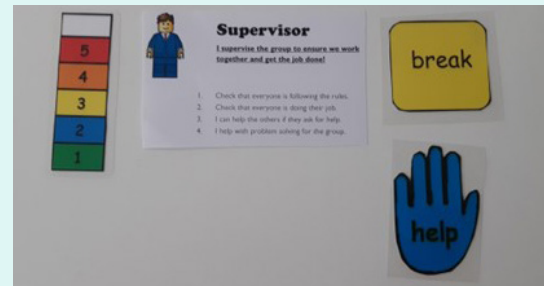 5
4
3
2
1
Supervisor
I supervise the group to ensure we work
together and get the job done!
1. Check that everyone is following the rules.
2. Check that everyone is doing their job.
3. I can help the others if they ask for help.
4. I help with problem solving for the group.
break
help